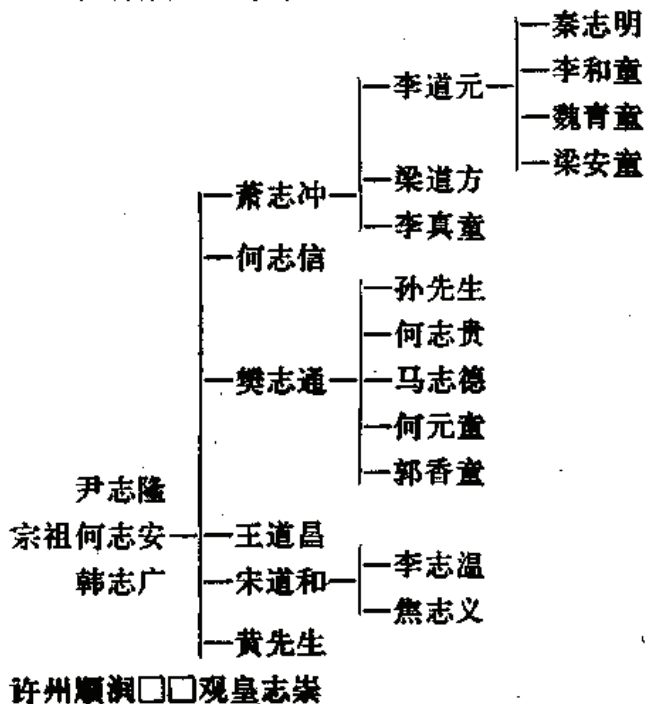 秦志明
李道元 李和童
魏青童
梁安童
萧志冲 梁道方
李真童
何志信
孙先生
何志贵
樊志通 马志德
何元童
郭香童
尹志隆
宗祖何志安 王道昌
韩志广 宋道和 李志温
焦志义
黄先生
许州顺涧□□观皇志崇